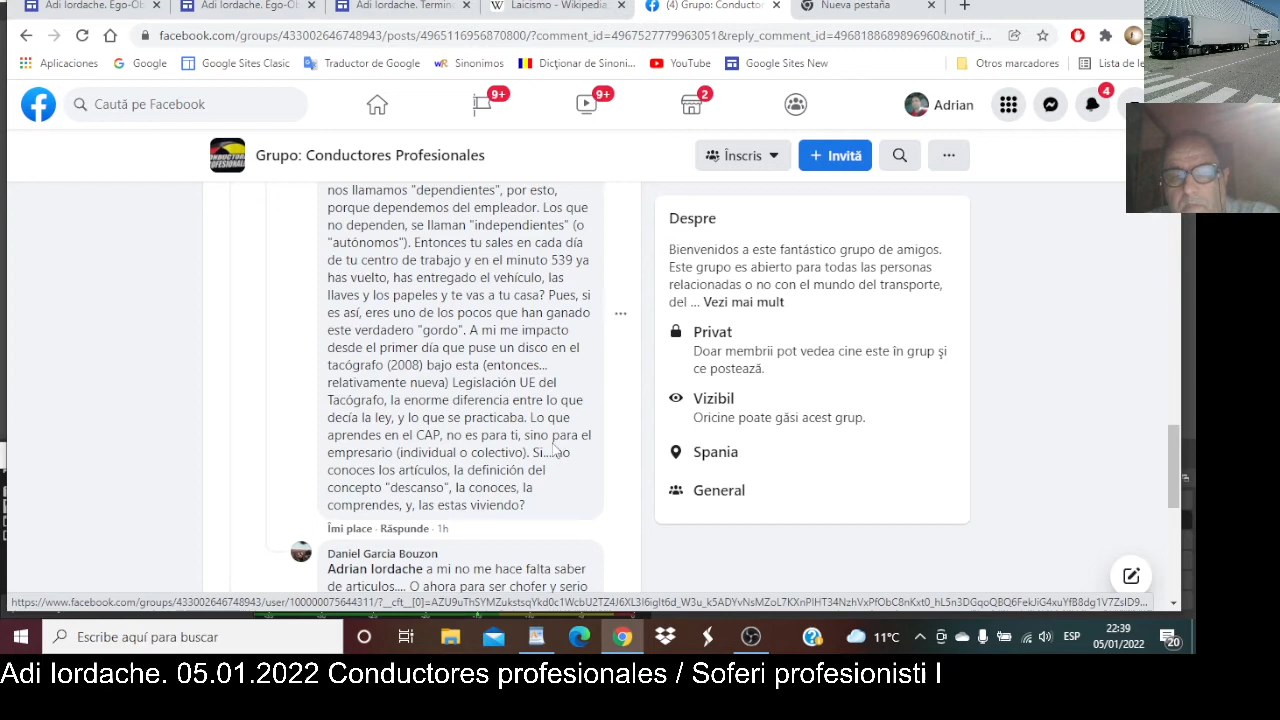 Adi Iordache. Ego-Ob
Adi Iordache. Ego-Ob
Adi Iordache. Termin
Laicismo - Wikipedia
(4) Grupo: Conductor
Nueva pestaña
facebook.com/groups/433002646748943/posts/4965116556870800/?comment_id=4967527779963051&reply_comment_id=4968188689896960&notif_i...
Aplicaciones
Google
Google Sites Clasic
Traductor de Google
Sinonimos
Dicționar de Sinoni...
YouTube
Google Sites New
Otros marcadores
Lista de le
Caută pe Facebook
9+
9+
2
Adrian
4
Grupo: Conductores Profesionales
Înscris
+ Invită
nos llamamos "dependientes", por esto,
porque dependemos del empleador. Los que
no dependen, se llaman "independientes" (o
"autónomos"). Entonces tu sales en cada día
de tu centro de trabajo y en el minuto 539 ya
has vuelto, has entregado el vehículo, las
llaves y los papeles y te vas a tu casa? Pues, si
es así, eres uno de los pocos que han ganado
este verdadero "gordo". A mi me impacto
desde el primer día que puse un disco en el
tacógrafo (2008) bajo esta (entonces...
relativamente nueva) Legislación UE del
Tacógrafo, la enorme diferencia entre lo que
decía la ley, y lo que se practicaba. Lo que
aprendes en el CAP, no es para ti, sino para el
empresario (individual o colectivo). Si....no
conoces los artículos, la definición del
concepto "descanso", la conoces, la
comprendes, y, las estas viviendo?
Îmi place · Răspunde · 1h
Daniel Garcia Bouzon
Adrian Iordache a mi no me hace falta saber
de articulos.... O ahora para ser chofer y serio
Despre
Bienvenidos a este fantástico grupo de amigos.
Este grupo es abierto para todas las personas
relacionadas o no con el mundo del transporte,
del ... Vezi mai mult
Privat
Doar membrii pot vedea cine este în grup și
ce postează.
Vizibil
Oricine poate găsi acest grup.
Spania
General
Escribe aquí para buscar
11°C
ESP
22:39
05/01/2022
20
Adi Iordache. 05.01.2022 Conductores profesionales / Soferi profesionisti I